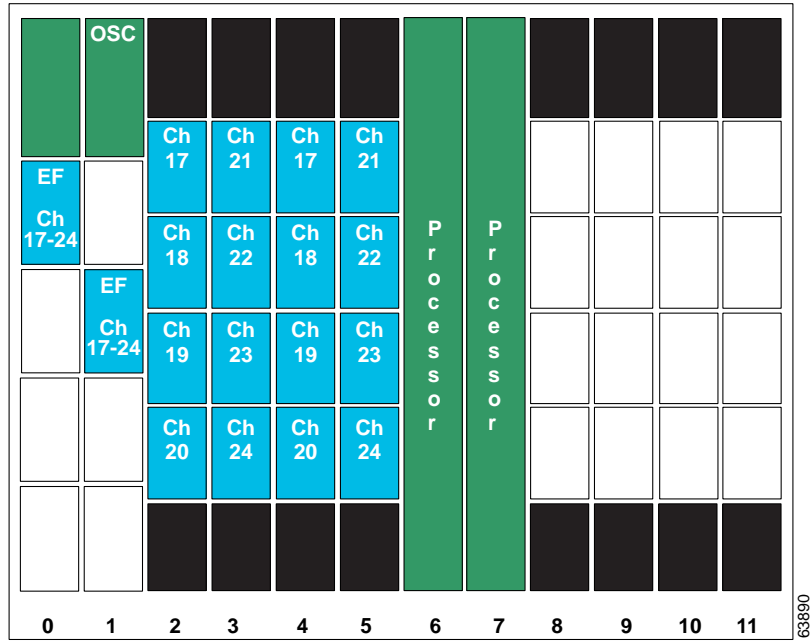 OSC
Ch Ch Ch Ch
17 21 17 21
EF
Ch
17-24
Ch Ch Ch Ch
18 22 18 22
EF
Ch
17-24
Ch Ch Ch Ch
19 23 19 23
Ch Ch Ch Ch
20 24 20 24
Processor
Processor
0 1 2 3 4 5 6 7 8 9 10 11
63890